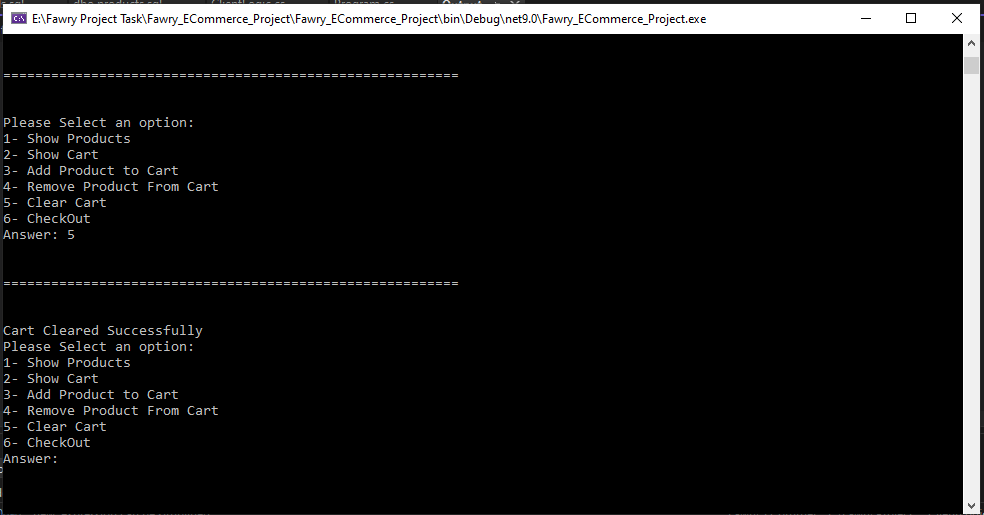 E:\Fawry Project Task\Fawry_ECommerce_Project\Fawry_ECommerce_Project\bin\Debug\net9.0\Fawry_ECommerce_Project.exe
=========================================================
Please Select an option:
1- Show Products
2- Show Cart
3- Add Product to Cart
4- Remove Product From Cart
5- Clear Cart
6- CheckOut
Answer: 5
=========================================================
Cart Cleared Successfully
Please Select an option:
1- Show Products
2- Show Cart
3- Add Product to Cart
4- Remove Product From Cart
5- Clear Cart
6- CheckOut
Answer: